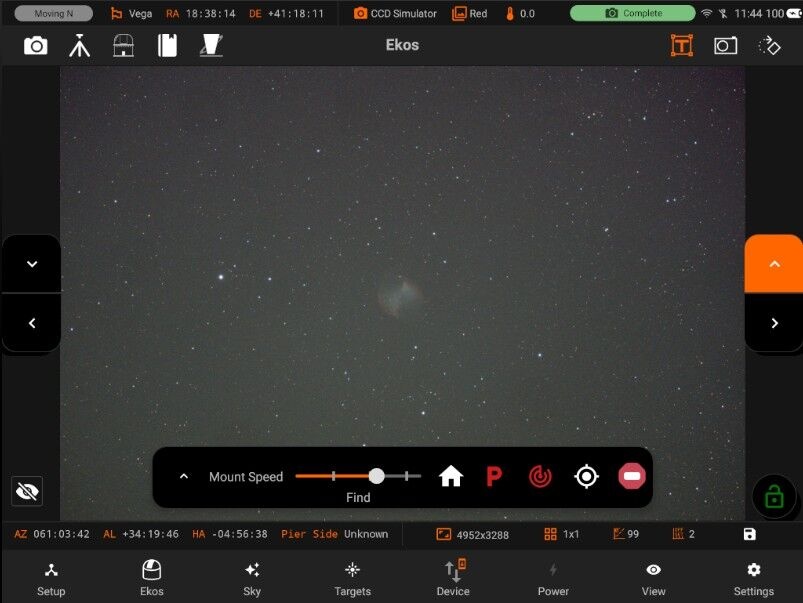 Moving N Vega RA 18:38:14 DE +41:18:11 CCD Simulator Red 0.0 Complete 11:44 100
Ekos
T
Mount Speed P
Find
AZ 061:03:42 AL +34:19:46 HA -04:56:38 Pier Side Unknown 4952x3288 1x1 99 2
Setup Ekos Sky Targets Device Power View Settings